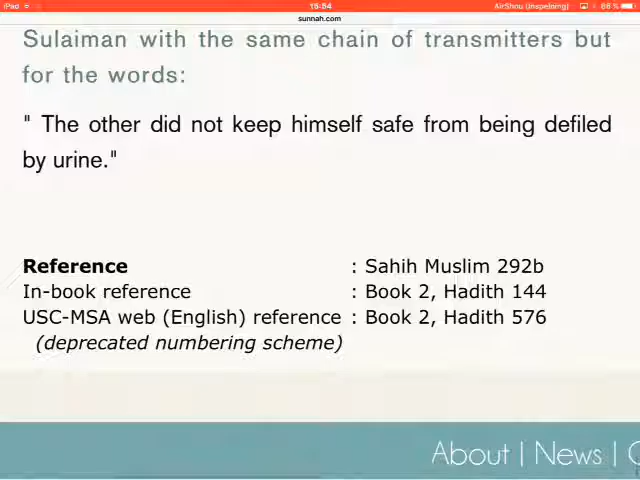 iPad 15:54 AirShou (inspelning) 86 %
sunnah.com
Sulaiman with the same chain of transmitters but
for the words:
" The other did not keep himself safe from being defiled
by urine."
Reference : Sahih Muslim 292b
In-book reference : Book 2, Hadith 144
USC-MSA web (English) reference : Book 2, Hadith 576
(deprecated numbering scheme)
About | News |